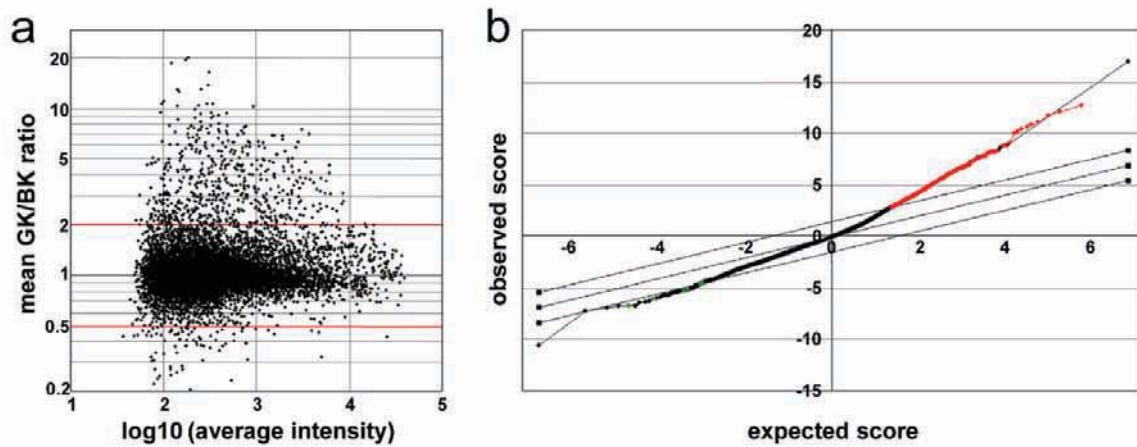 a
mean GK/BK ratio
20
10
5
2
1
0.5
0.2
1 2 3 4 5
log10 (average intensity)
b
observed score
20
15
10
5
0
-6 -4 -2 0 2 4 6
-5
-10
-15
expected score